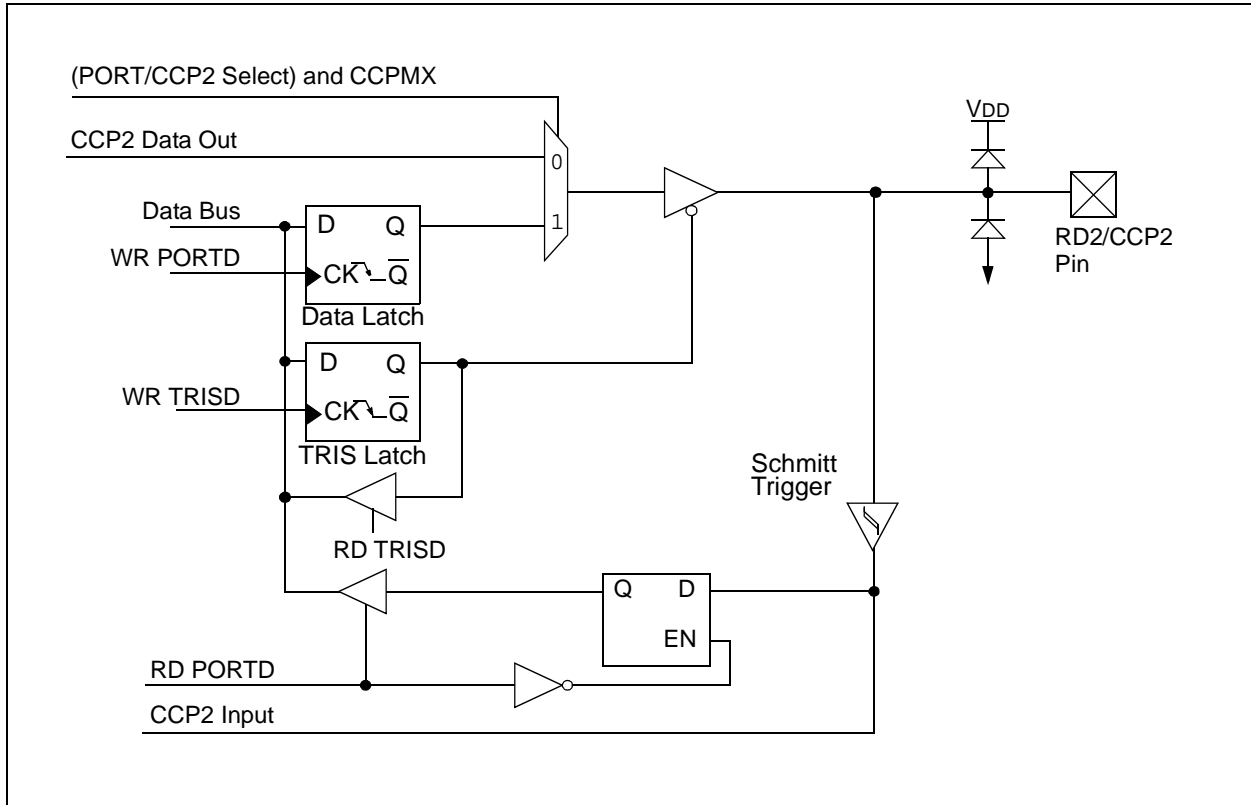 (PORT/CCP2 Select) and CCPMX
CCP2 Data Out
VDD
0
1
RD2/CCP2
Pin
Data Bus
D Q
WR PORTD
CK Q̅
Data Latch
D Q
WR TRISD
CK Q̅
TRIS Latch
Schmitt
Trigger
RD TRISD
Q D
EN
RD PORTD
CCP2 Input